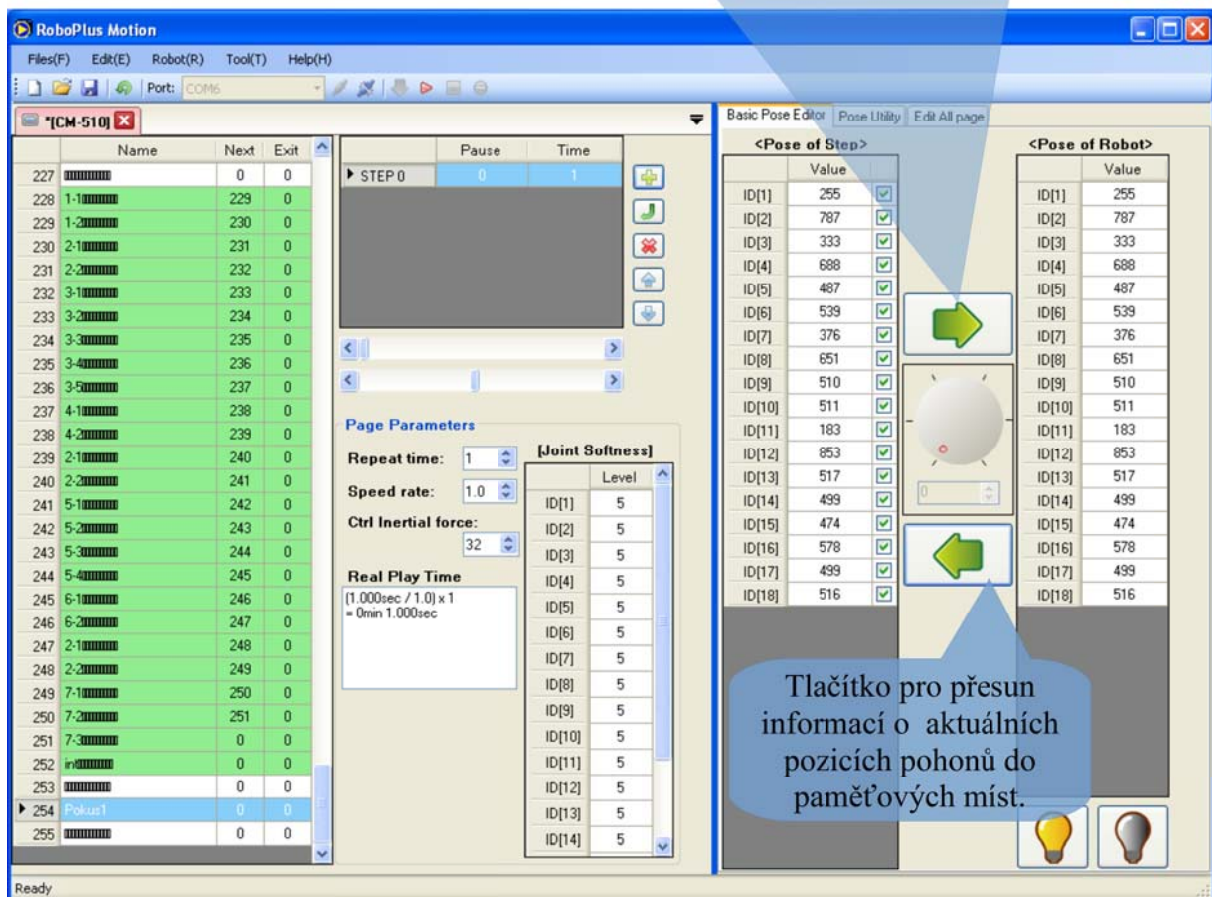 RoboPlus Motion
Files(F) Edit(E) Robot(R) Tool(T) Help(H)
Port: COM6
*[CM-510]
Name Next Exit
227 0 0
228 1-1 229 0
229 1-2 230 0
230 2-1 231 0
231 2-2 232 0
232 3-1 233 0
233 3-2 234 0
234 3-3 235 0
235 3-4 236 0
236 3-5 237 0
237 4-1 238 0
238 4-2 239 0
239 2-1 240 0
240 2-2 241 0
241 5-1 242 0
242 5-2 243 0
243 5-3 244 0
244 5-4 245 0
245 6-1 246 0
246 6-2 247 0
247 2-1 248 0
248 2-2 249 0
249 7-1 250 0
250 7-2 251 0
251 7-3 0 0
252 int 0 0
253 0 0
254 Pokus1 0 0
255 0 0
Pause Time
STEP 0 0 1
Page Parameters
Repeat time: 1
Speed rate: 1.0
Ctrl Inertial force:
32
Real Play Time
(1.000sec / 1.0) x 1
= 0min 1.000sec
[Joint Softness]
Level
ID[1] 5
ID[2] 5
ID[3] 5
ID[4] 5
ID[5] 5
ID[6] 5
ID[7] 5
ID[8] 5
ID[9] 5
ID[10] 5
ID[11] 5
ID[12] 5
ID[13] 5
ID[14] 5
Basic Pose Editor Pose Utility Edit All page
<Pose of Step>
Value
ID[1] 255
ID[2] 787
ID[3] 333
ID[4] 688
ID[5] 487
ID[6] 539
ID[7] 376
ID[8] 651
ID[9] 510
ID[10] 511
ID[11] 183
ID[12] 853
ID[13] 517
ID[14] 499
ID[15] 474
ID[16] 578
ID[17] 499
ID[18] 516
0
<Pose of Robot>
Value
ID[1] 255
ID[2] 787
ID[3] 333
ID[4] 688
ID[5] 487
ID[6] 539
ID[7] 376
ID[8] 651
ID[9] 510
ID[10] 511
ID[11] 183
ID[12] 853
ID[13] 517
ID[14] 499
ID[15] 474
ID[16] 578
ID[17] 499
ID[18] 516
Tlačítko pro přesun
informací o aktuálních
pozicích pohonů do
paměťových míst.
Ready